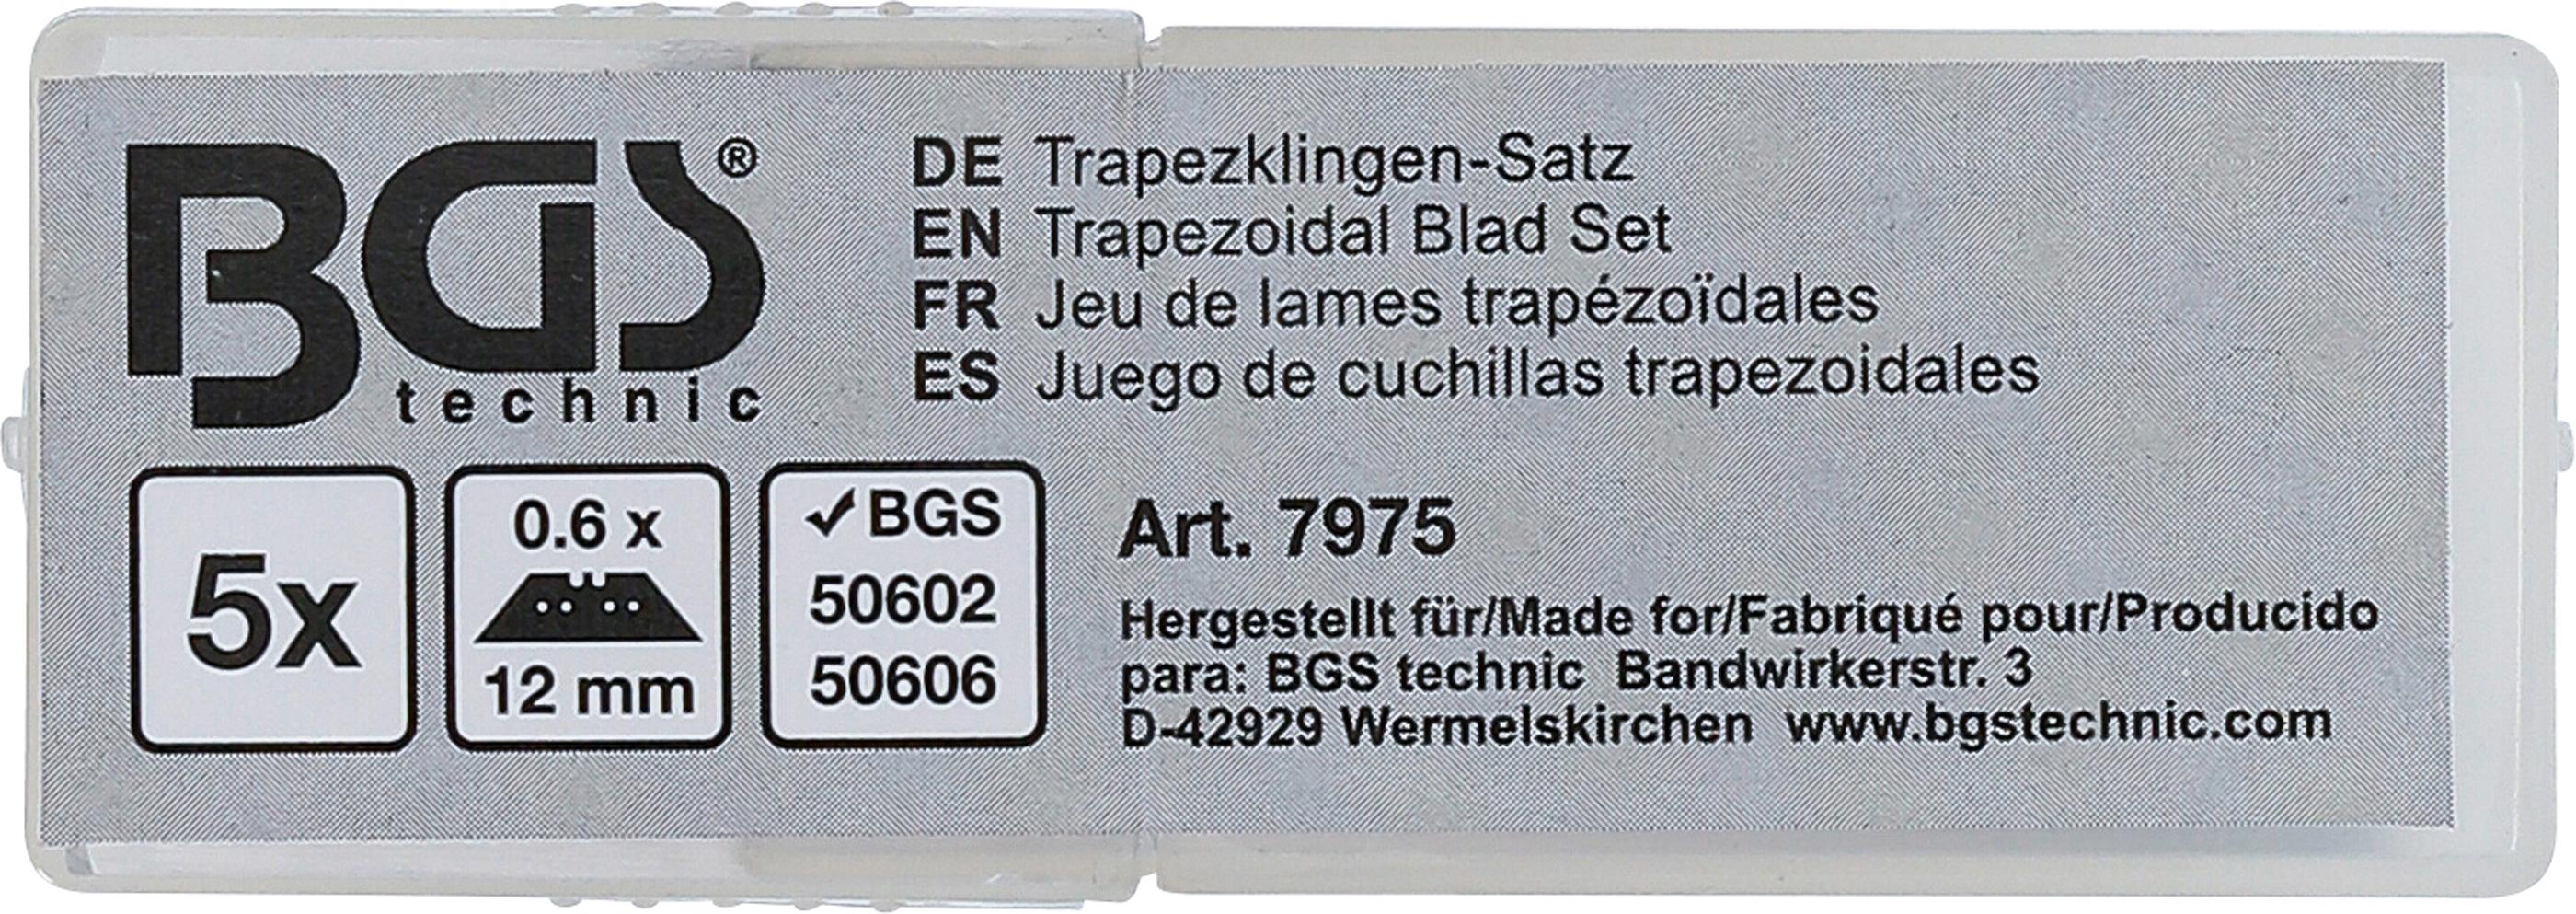 BGS®
technic
DE Trapezklingen-Satz
EN Trapezoidal Blad Set
FR Jeu de lames trapézoïdales
ES Juego de cuchillas trapezoidales
5x
0.6 x
12 mm
✓BGS
50602
50606
Art. 7975
Hergestellt für/Made for/Fabriqué pour/Producido
para: BGS technic Bandwirkerstr. 3
D-42929 Wermelskirchen www.bgstechnic.com